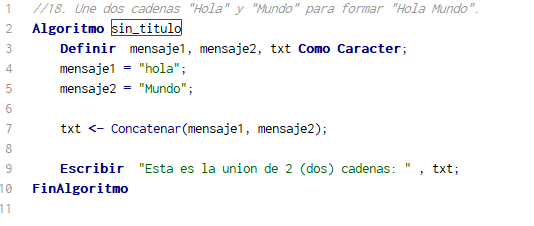 1 //18. Une dos cadenas "Hola" y "Mundo" para formar "Hola Mundo".
2 Algoritmo sin_titulo
3 Definir mensaje1, mensaje2, txt Como Caracter;
4 mensaje1 = "hola";
5 mensaje2 = "Mundo";
6
7 txt <- Concatenar(mensaje1, mensaje2);
8
9 Escribir "Esta es la union de 2 (dos) cadenas: " , txt;
10 FinAlgoritmo
11